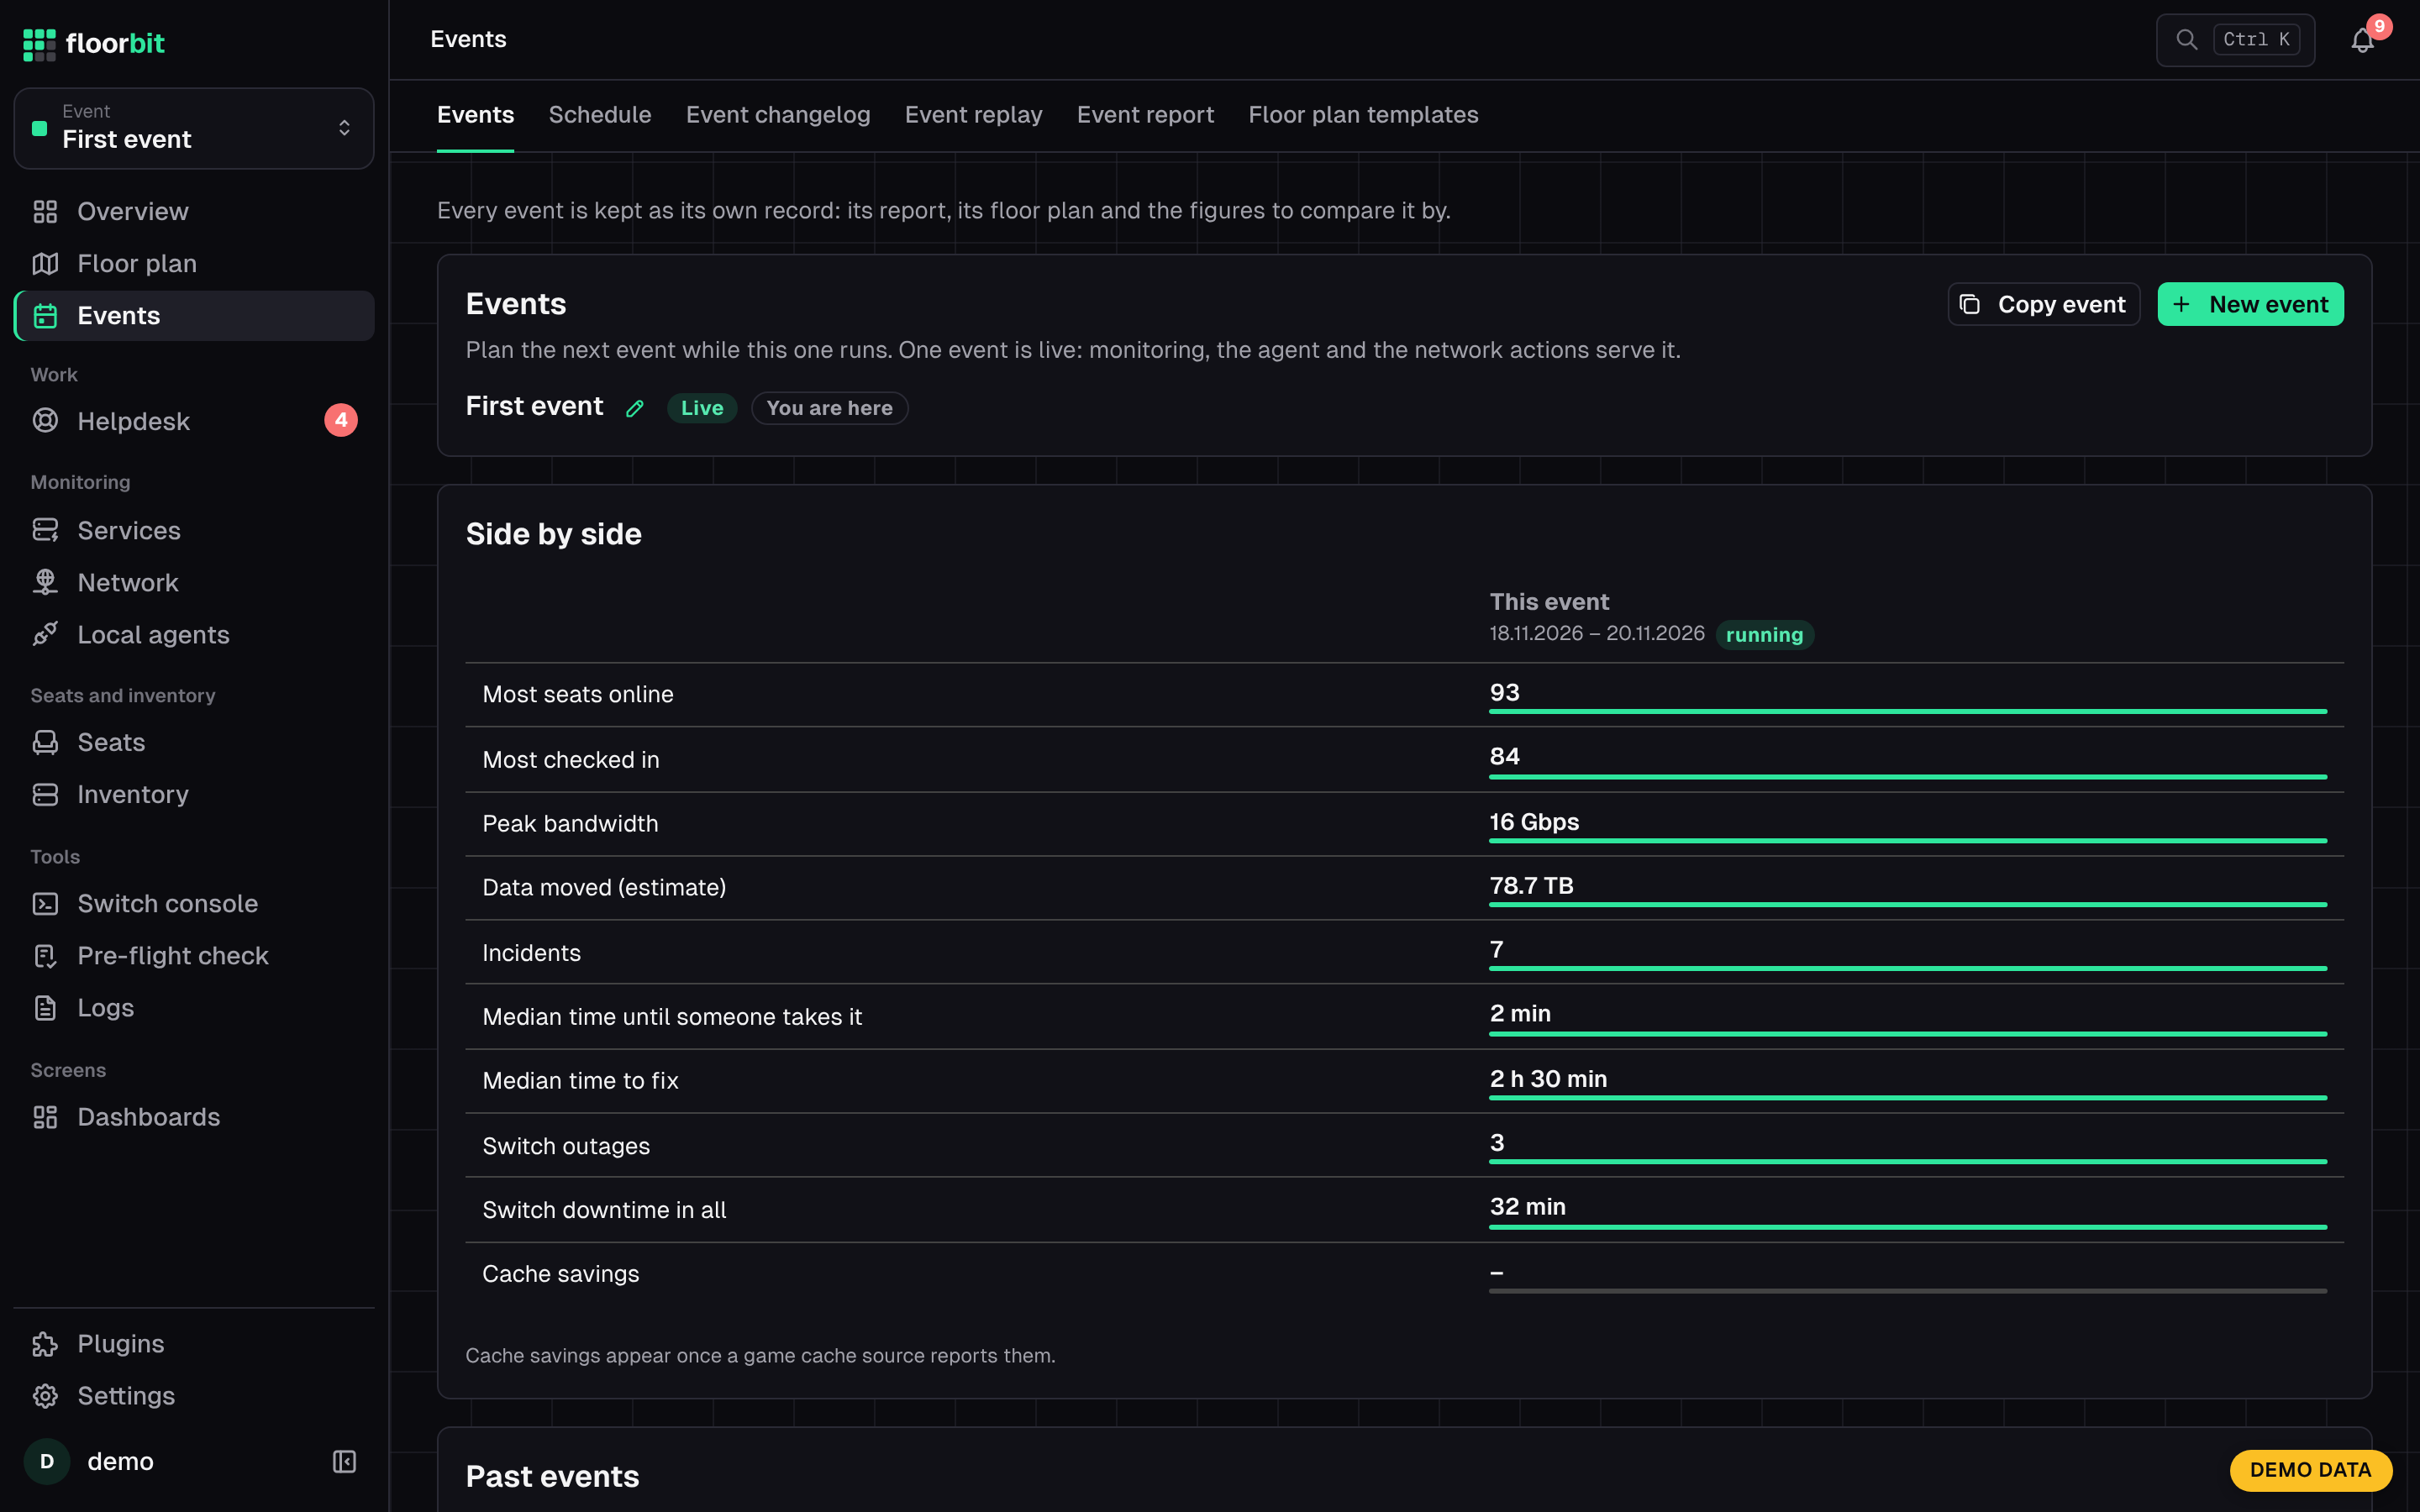 floorbit
Event
First event
Overview
Floor plan
Events
Work
Helpdesk 4
Monitoring
Services
Network
Local agents
Seats and inventory
Seats
Inventory
Tools
Switch console
Pre-flight check
Logs
Screens
Dashboards
Plugins
Settings
D demo
Events
Ctrl K
9
Events Schedule Event changelog Event replay Event report Floor plan templates
Every event is kept as its own record: its report, its floor plan and the figures to compare it by.
Events
Copy event
New event
Plan the next event while this one runs. One event is live: monitoring, the agent and the network actions serve it.
First event Live You are here
Side by side
This event
18.11.2026 – 20.11.2026 running
Most seats online 93
Most checked in 84
Peak bandwidth 16 Gbps
Data moved (estimate) 78.7 TB
Incidents 7
Median time until someone takes it 2 min
Median time to fix 2 h 30 min
Switch outages 3
Switch downtime in all 32 min
Cache savings –
Cache savings appear once a game cache source reports them.
Past events
DEMO DATA